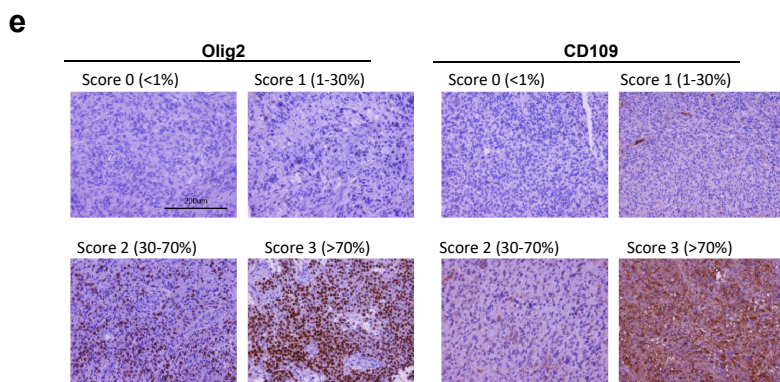 e
Olig2 CD109
Score 0 (<1%) Score 1 (1-30%) Score 0 (<1%) Score 1 (1-30%)
200um
Score 2 (30-70%) Score 3 (>70%) Score 2 (30-70%) Score 3 (>70%)